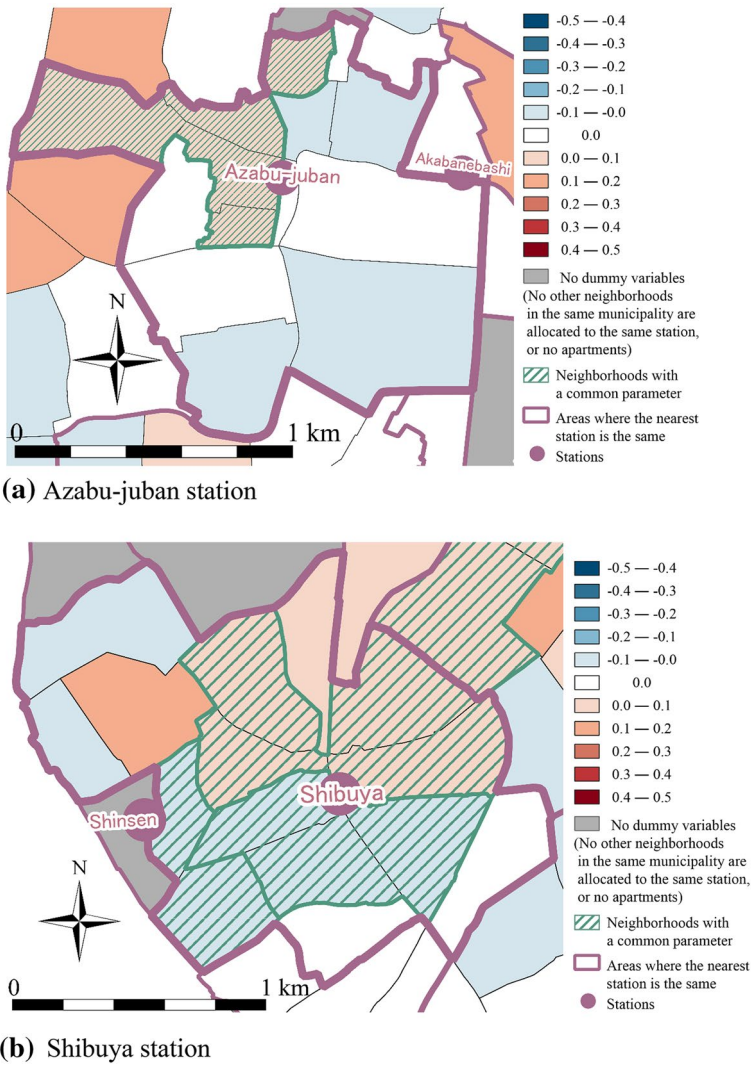 -0.5 — -0.4
-0.4 — -0.3
-0.3 — -0.2
-0.2 — -0.1
-0.1 — -0.0
0.0
0.0 — 0.1
0.1 — 0.2
0.2 — 0.3
0.3 — 0.4
0.4 — 0.5
No dummy variables
(No other neighborhoods
in the same municipality are
allocated to the same station,
or no apartments)
Neighborhoods with
a common parameter
Areas where the nearest
station is the same
Stations
Akabanebashi
Azabu-juban
N
0 1 km
(a) Azabu-juban station
-0.5 — -0.4
-0.4 — -0.3
-0.3 — -0.2
-0.2 — -0.1
-0.1 — -0.0
0.0
0.0 — 0.1
0.1 — 0.2
0.2 — 0.3
0.3 — 0.4
0.4 — 0.5
No dummy variables
(No other neighborhoods
in the same municipality are
allocated to the same station,
or no apartments)
Neighborhoods with
a common parameter
Areas where the nearest
station is the same
Stations
Shibuya
Shinsen
N
0 1 km
(b) Shibuya station